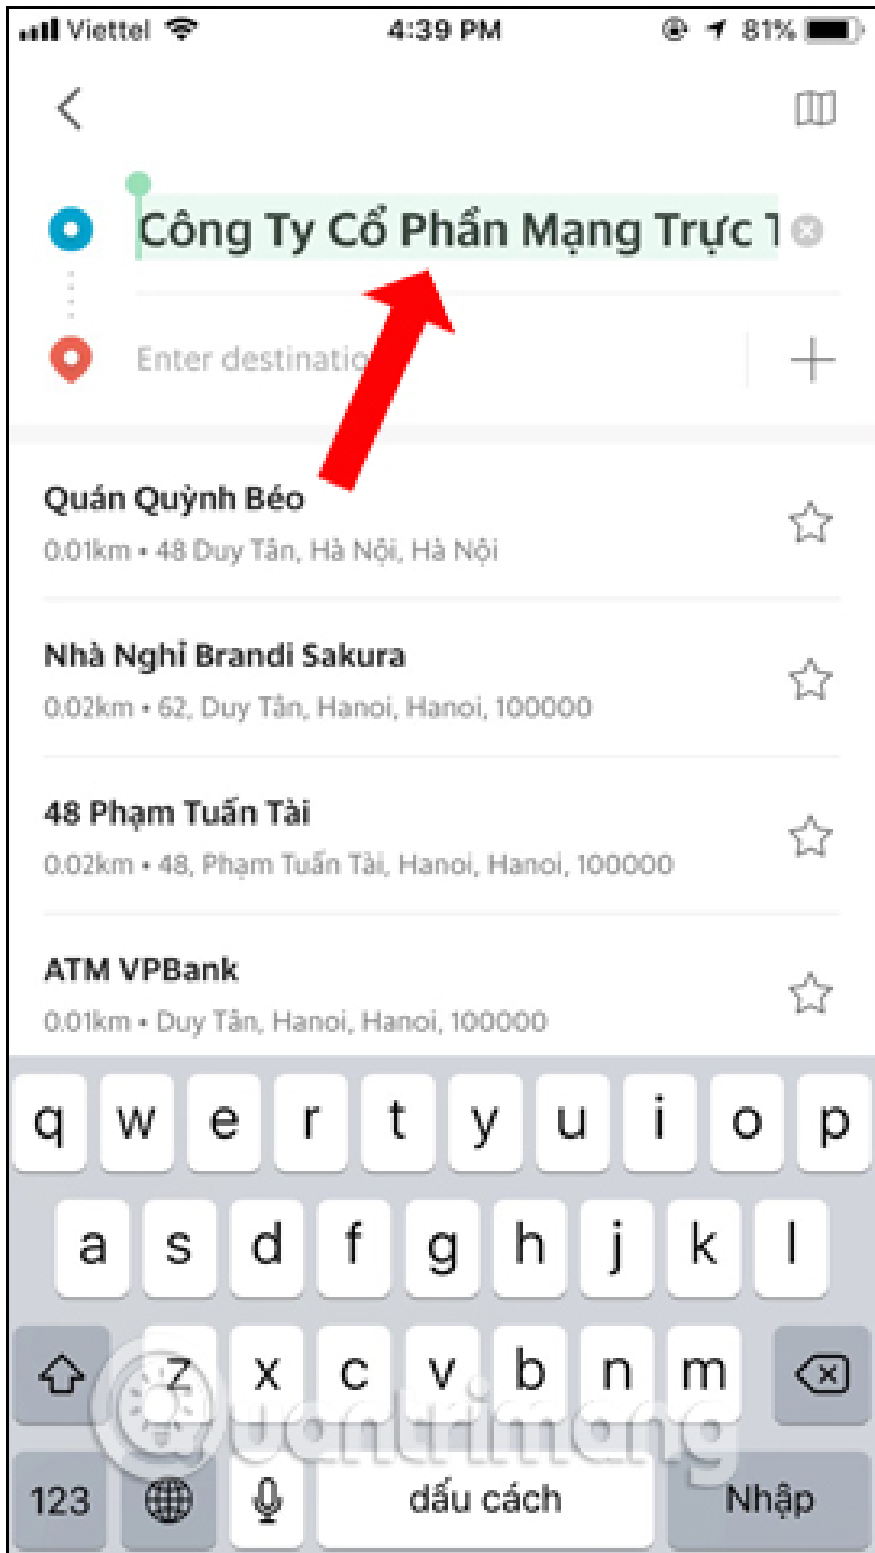 Viettel 4:39 PM 81%
Công Ty Cổ Phần Mạng Trực T
Enter destinatio
Quán Quỳnh Béo
0.01km • 48 Duy Tân, Hà Nội, Hà Nội
Nhà Nghỉ Brandi Sakura
0.02km • 62, Duy Tân, Hanoi, Hanoi, 100000
48 Phạm Tuấn Tài
0.02km • 48, Phạm Tuấn Tài, Hanoi, Hanoi, 100000
ATM VPBank
0.01km • Duy Tân, Hanoi, Hanoi, 100000
q w e r t y u i o p
a s d f g h j k l
z x c v b n m
Quantrimang
123 dấu cách Nhập